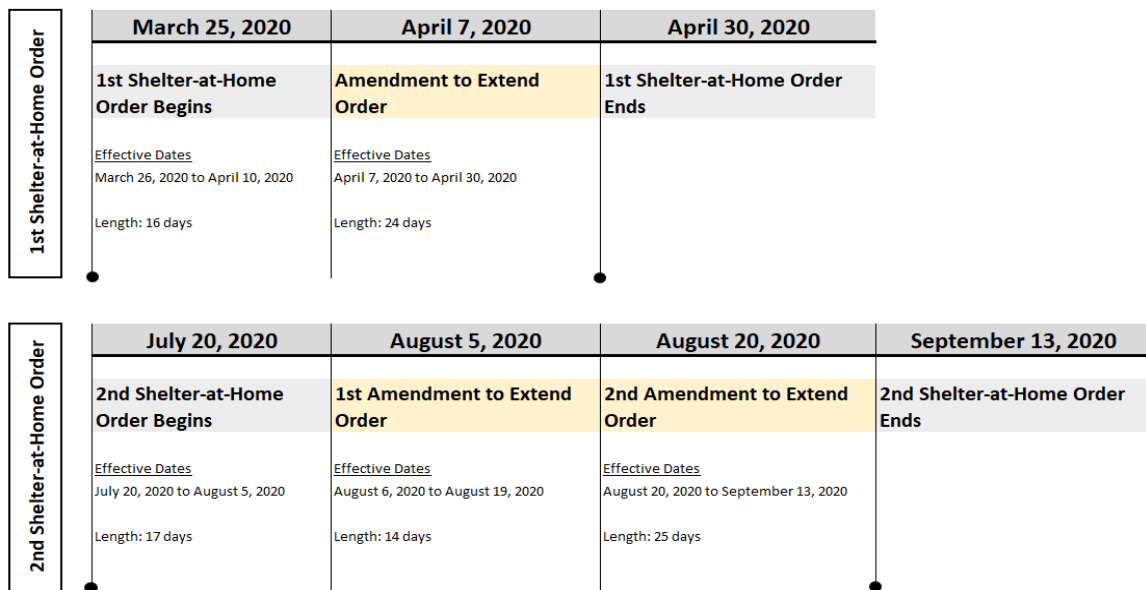 1st Shelter-at-Home Order
March 25, 2020
April 7, 2020
April 30, 2020
1st Shelter-at-Home
Order Begins
Amendment to Extend
Order
1st Shelter-at-Home Order
Ends
Effective Dates
March 26, 2020 to April 10, 2020
Length: 16 days
Effective Dates
April 7, 2020 to April 30, 2020
Length: 24 days
2nd Shelter-at-Home Order
July 20, 2020
August 5, 2020
August 20, 2020
September 13, 2020
2nd Shelter-at-Home
Order Begins
1st Amendment to Extend
Order
2nd Amendment to Extend
Order
2nd Shelter-at-Home Order
Ends
Effective Dates
July 20, 2020 to August 5, 2020
Length: 17 days
Effective Dates
August 6, 2020 to August 19, 2020
Length: 14 days
Effective Dates
August 20, 2020 to September 13, 2020
Length: 25 days